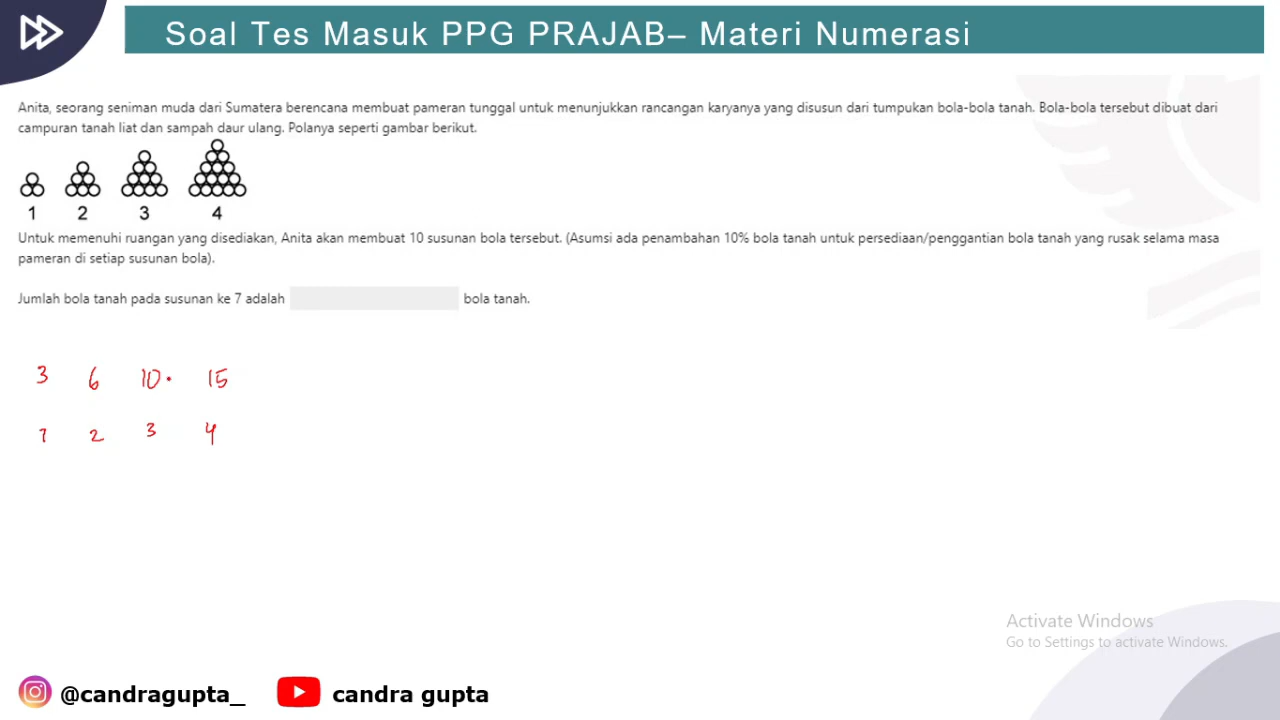 Soal Tes Masuk PPG PRAJAB– Materi Numerasi
Anita, seorang seniman muda dari Sumatera berencana membuat pameran tunggal untuk menunjukkan rancangan karyanya yang disusun dari tumpukan bola-bola tanah. Bola-bola tersebut dibuat dari
campuran tanah liat dan sampah daur ulang. Polanya seperti gambar berikut.
1 2 3 4
Untuk memenuhi ruangan yang disediakan, Anita akan membuat 10 susunan bola tersebut. (Asumsi ada penambahan 10% bola tanah untuk persediaan/penggantian bola tanah yang rusak selama masa
pameran di setiap susunan bola).
Jumlah bola tanah pada susunan ke 7 adalah bola tanah.
3 6 10 15
1 2 3 4
Activate Windows
Go to Settings to activate Windows.
@candragupta_ candra gupta